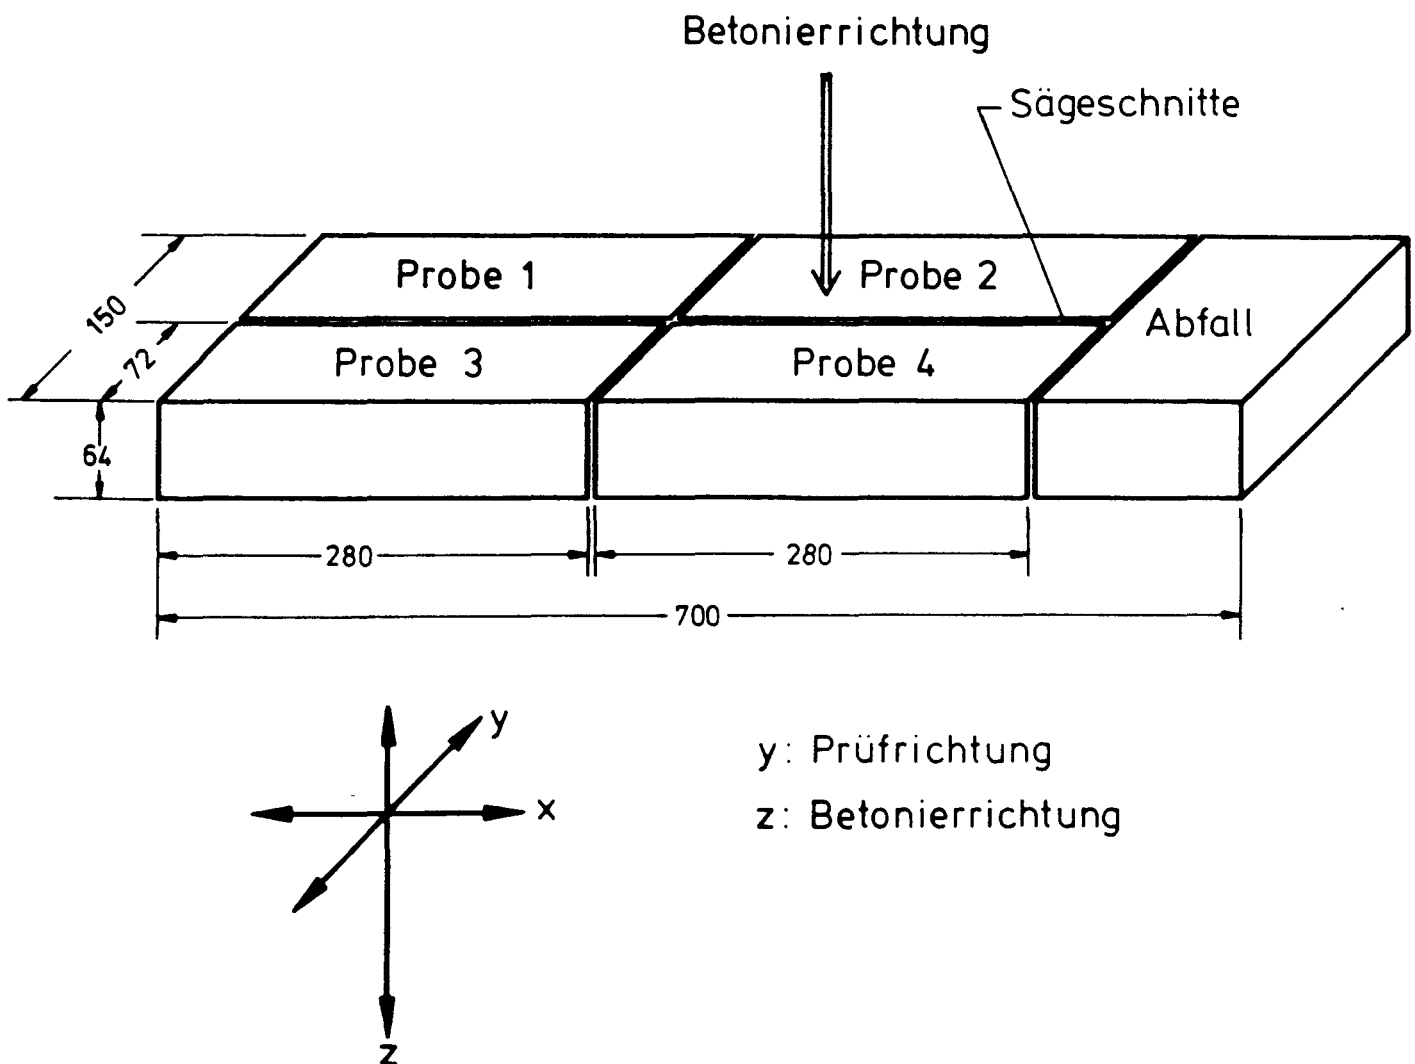 Betonierrichtung
Sägeschnitte
Probe 1
Probe 2
150
Abfall
72
Probe 3
Probe 4
64
280
280
700
y
x
z
y: Prüfrichtung
z: Betonierrichtung